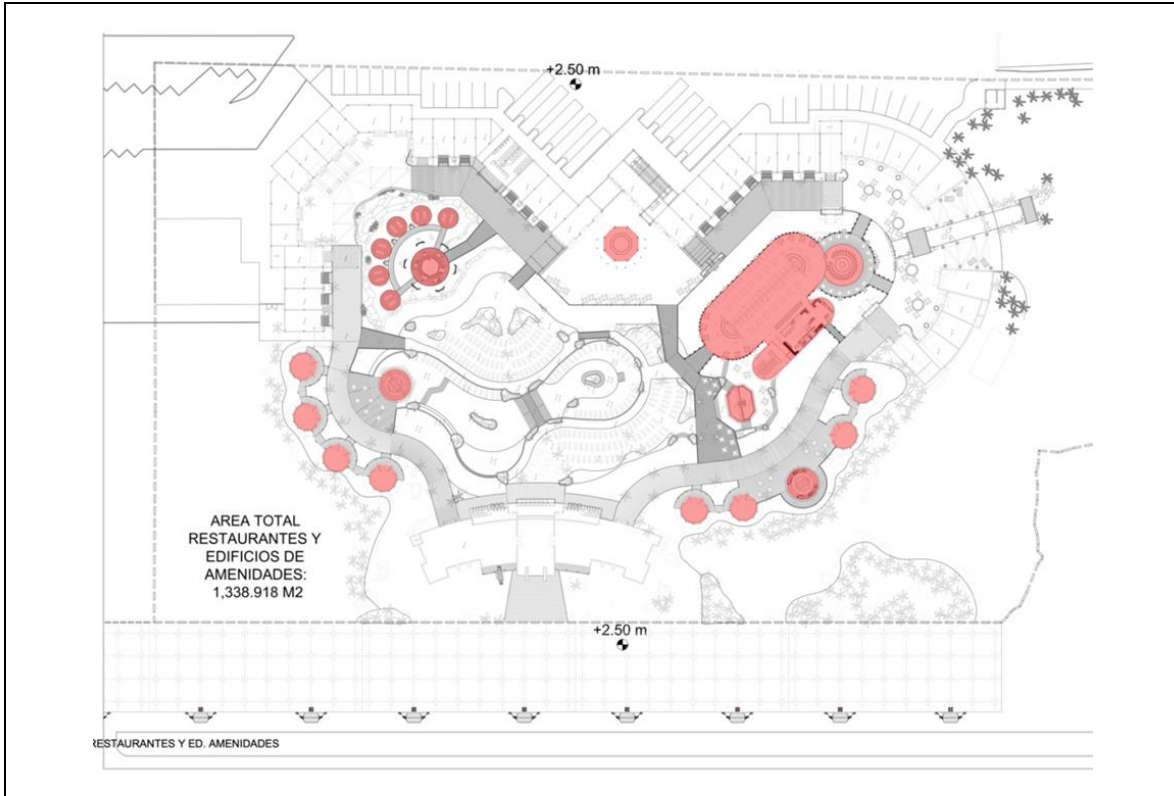 +2.50 m
AREA TOTAL
RESTAURANTES Y
EDIFICIOS DE
AMENIDADES:
1,338.918 M2
+2.50 m
RESTAURANTES Y ED. AMENIDADES